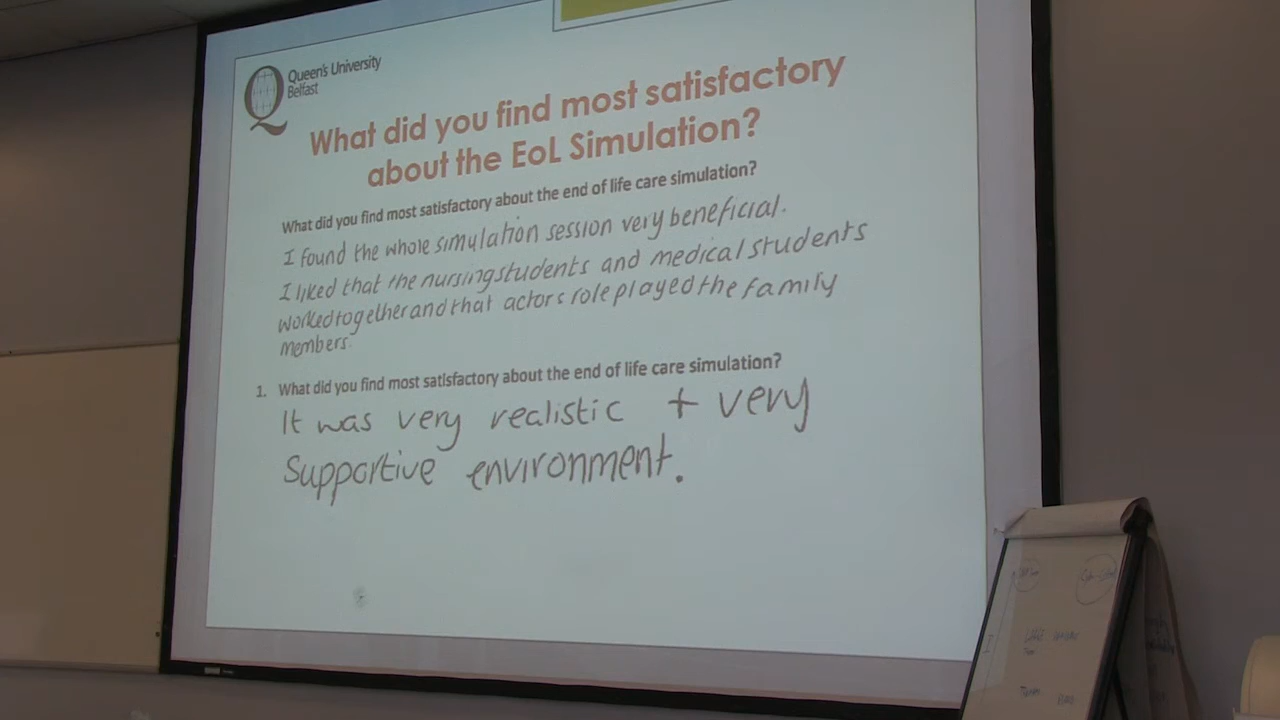 Queen's University
Belfast
What did you find most satisfactory
about the EoL Simulation?
What did you find most satisfactory about the end of life care simulation?
I found the whole simulation session very beneficial.
I liked that the nursing students and medical students
worked together and that actors role played the family
members.
1. What did you find most satisfactory about the end of life care simulation?
It was very realistic + very
supportive environment.